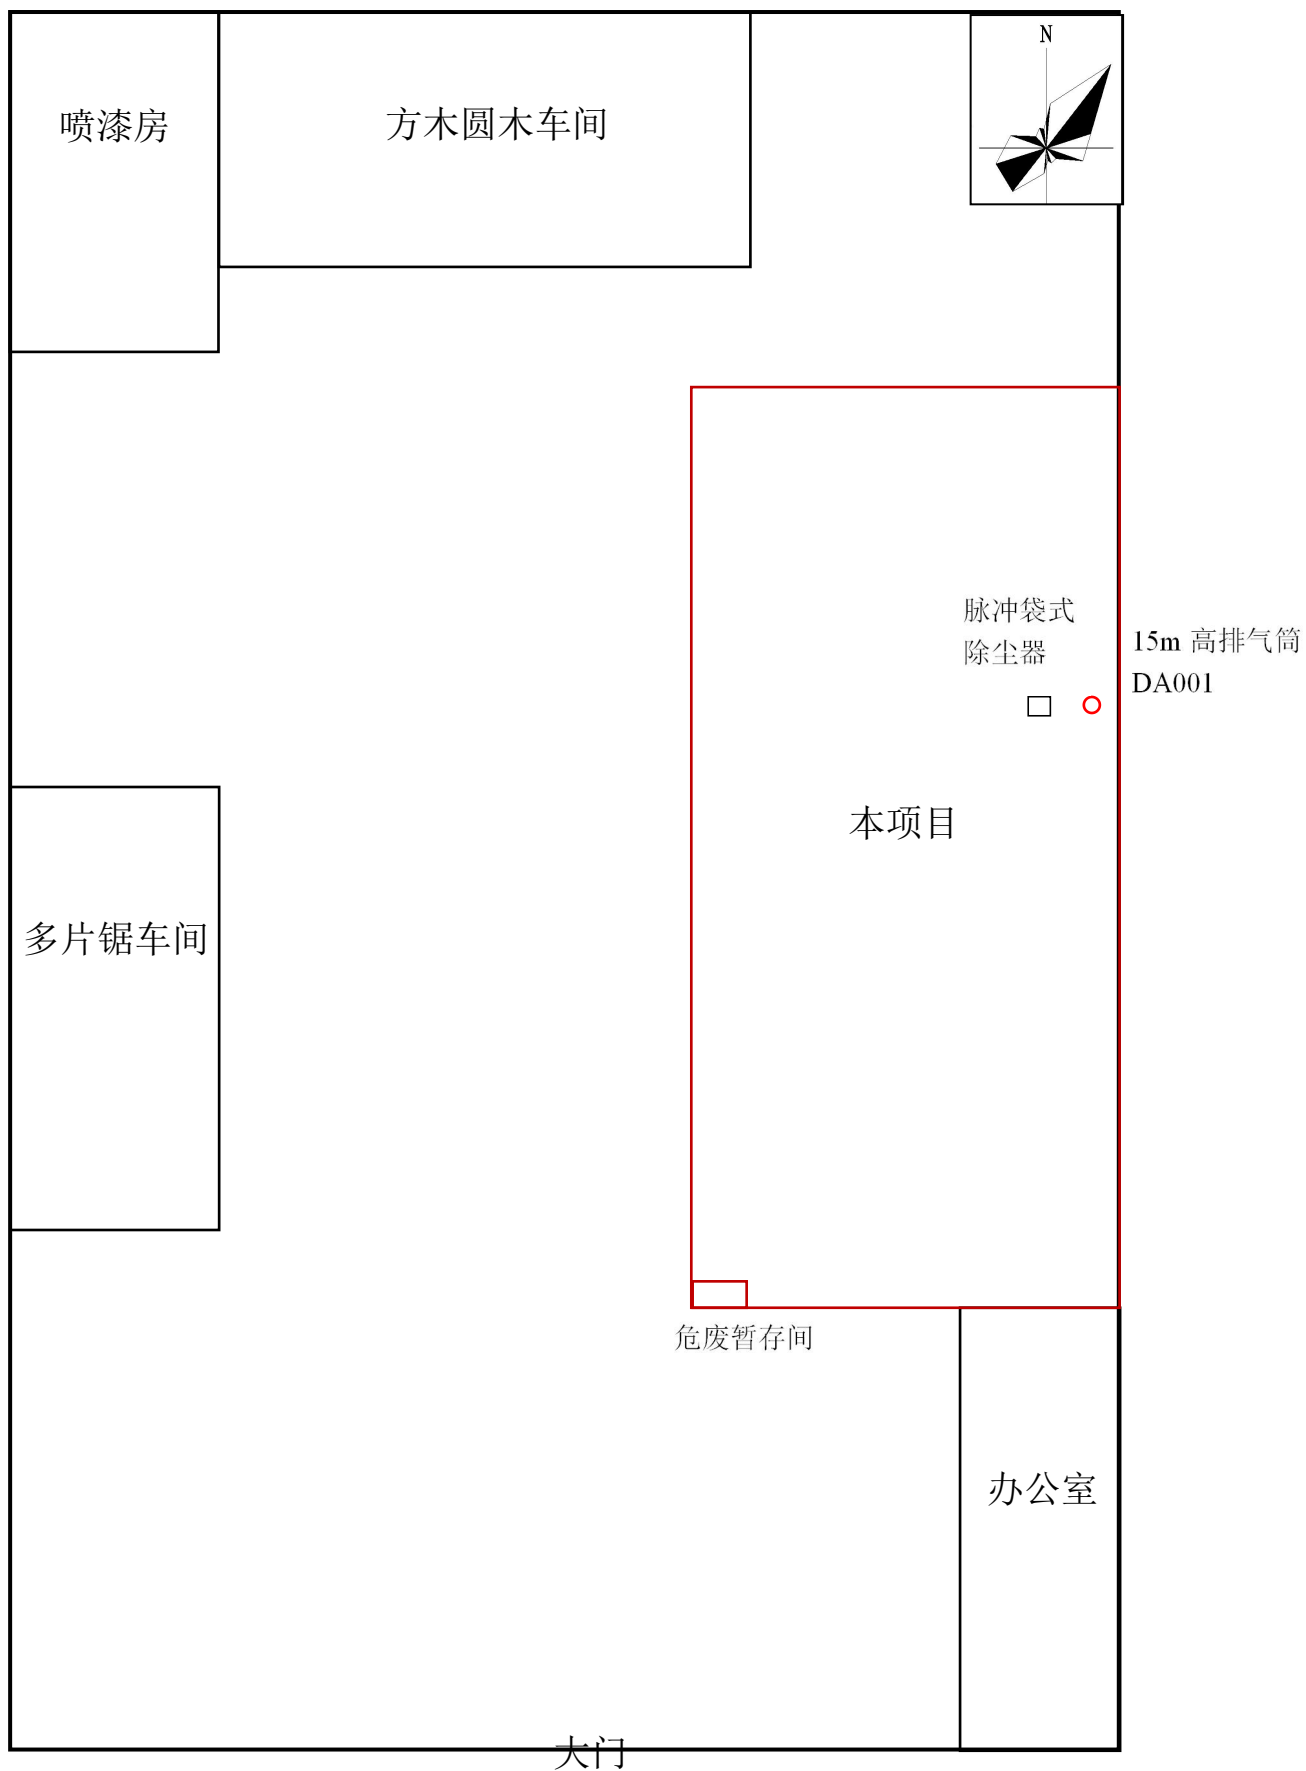 N
喷漆房
方木圆木车间
脉冲袋式
除尘器
15m 高排气筒
DA001
本项目
多片锯车间
危废暂存间
办公室
大门